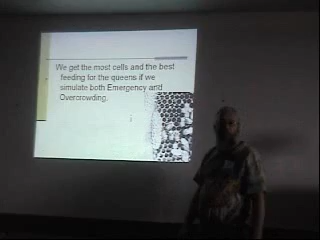 We get the most cells and the best
feeding for the queens if we
simulate both Emergency and
Overcrowding.